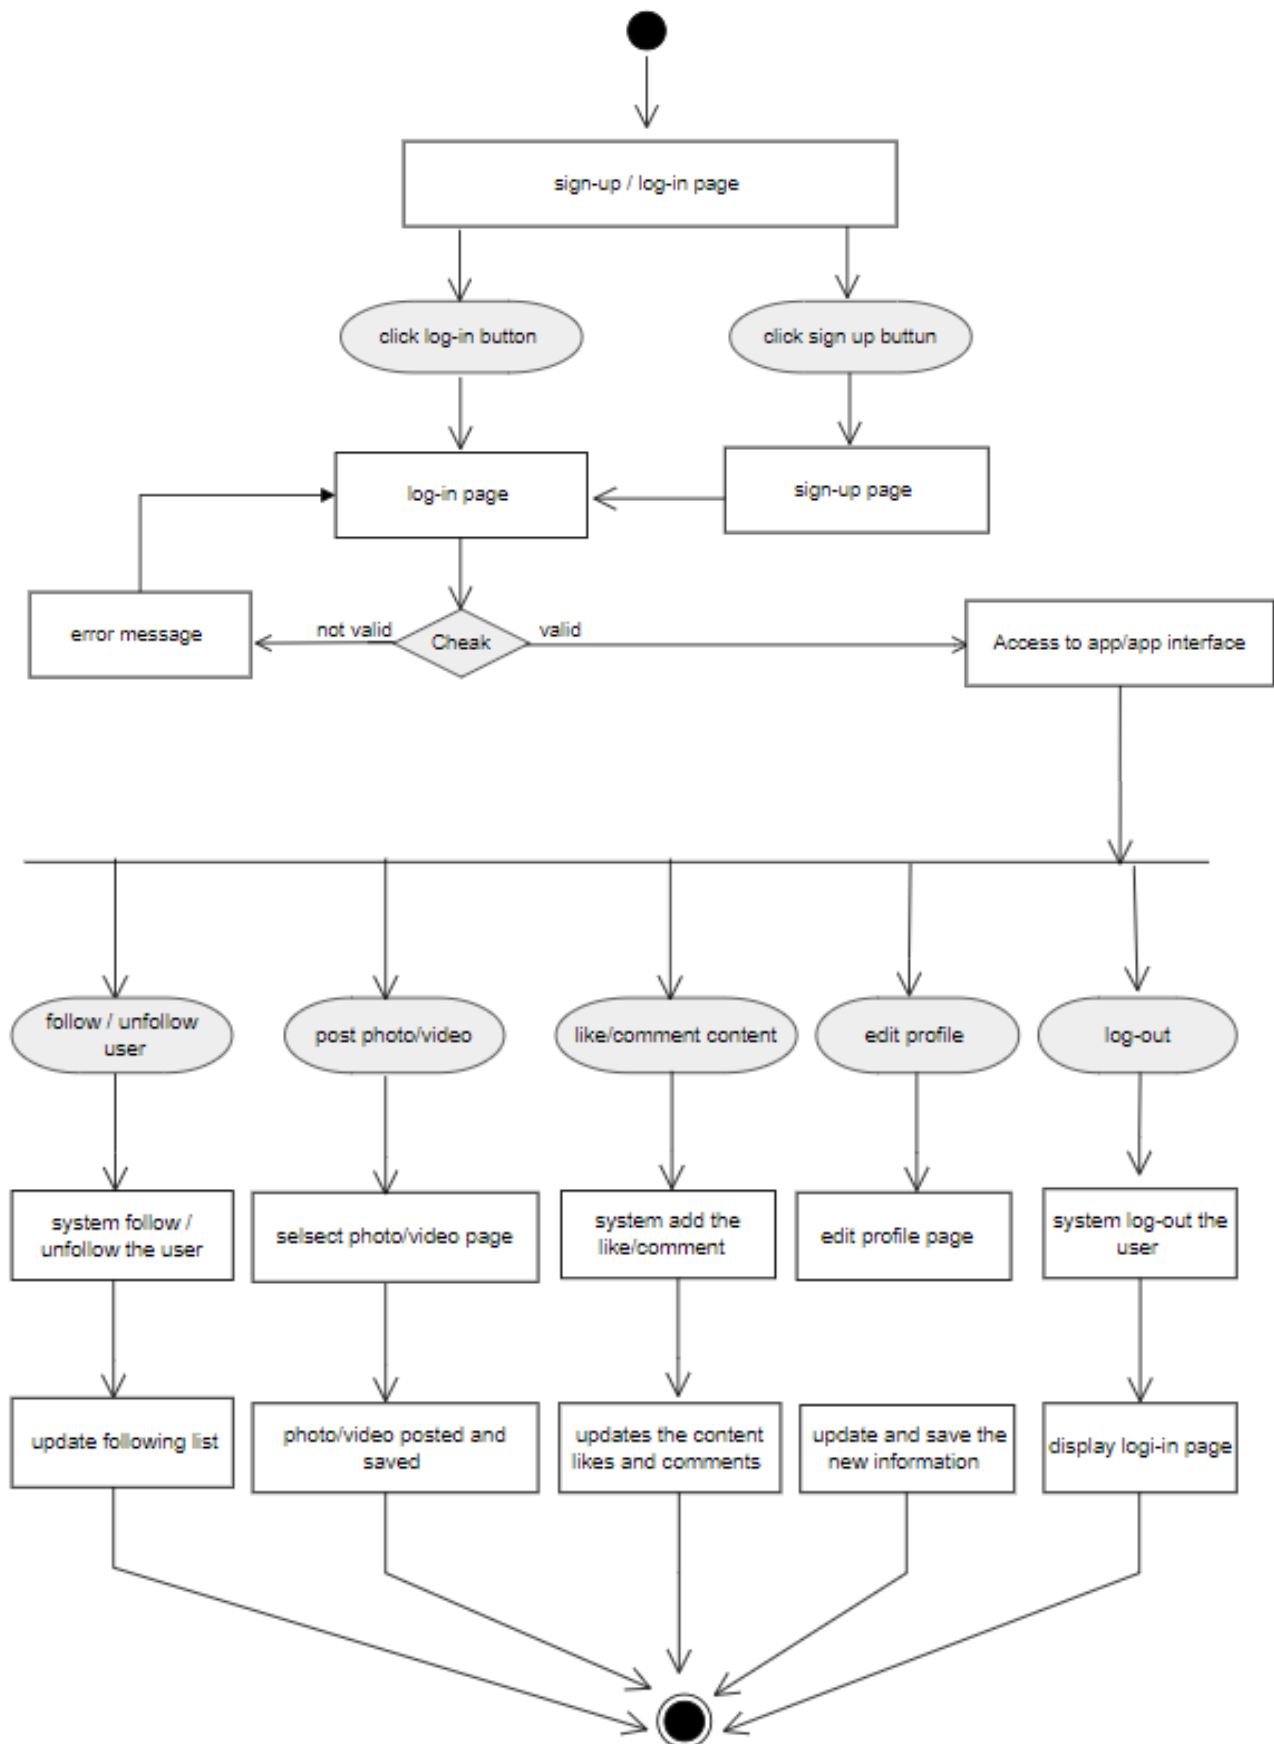 sign-up / log-in page
click log-in button
click sign up buttun
log-in page
sign-up page
error message
not valid
Cheak
valid
Access to app/app interface
follow / unfollow
user
post photo/video
like/comment content
edit profile
log-out
system follow /
unfollow the user
selsect photo/video page
system add the
like/comment
edit profile page
system log-out the
user
update following list
photo/video posted and
saved
updates the content
likes and comments
update and save the
new information
display logi-in page